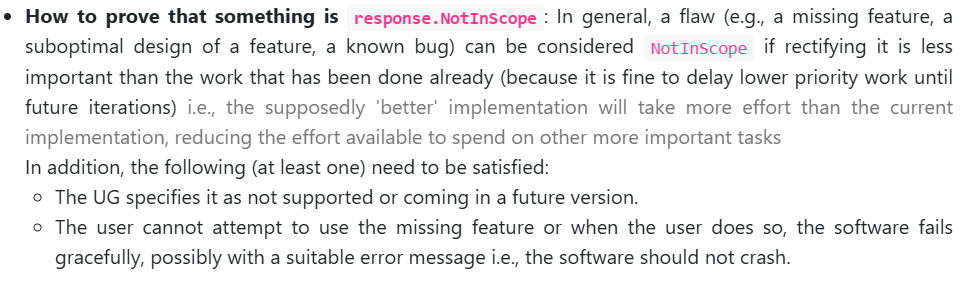 • How to prove that something is response.NotInScope: In general, a flaw (e.g., a missing feature, a
suboptimal design of a feature, a known bug) can be considered NotInScope if rectifying it is less
important than the work that has been done already (because it is fine to delay lower priority work until
future iterations) i.e., the supposedly 'better' implementation will take more effort than the current
implementation, reducing the effort available to spend on other more important tasks
In addition, the following (at least one) need to be satisfied:
◦ The UG specifies it as not supported or coming in a future version.
◦ The user cannot attempt to use the missing feature or when the user does so, the software fails
gracefully, possibly with a suitable error message i.e., the software should not crash.